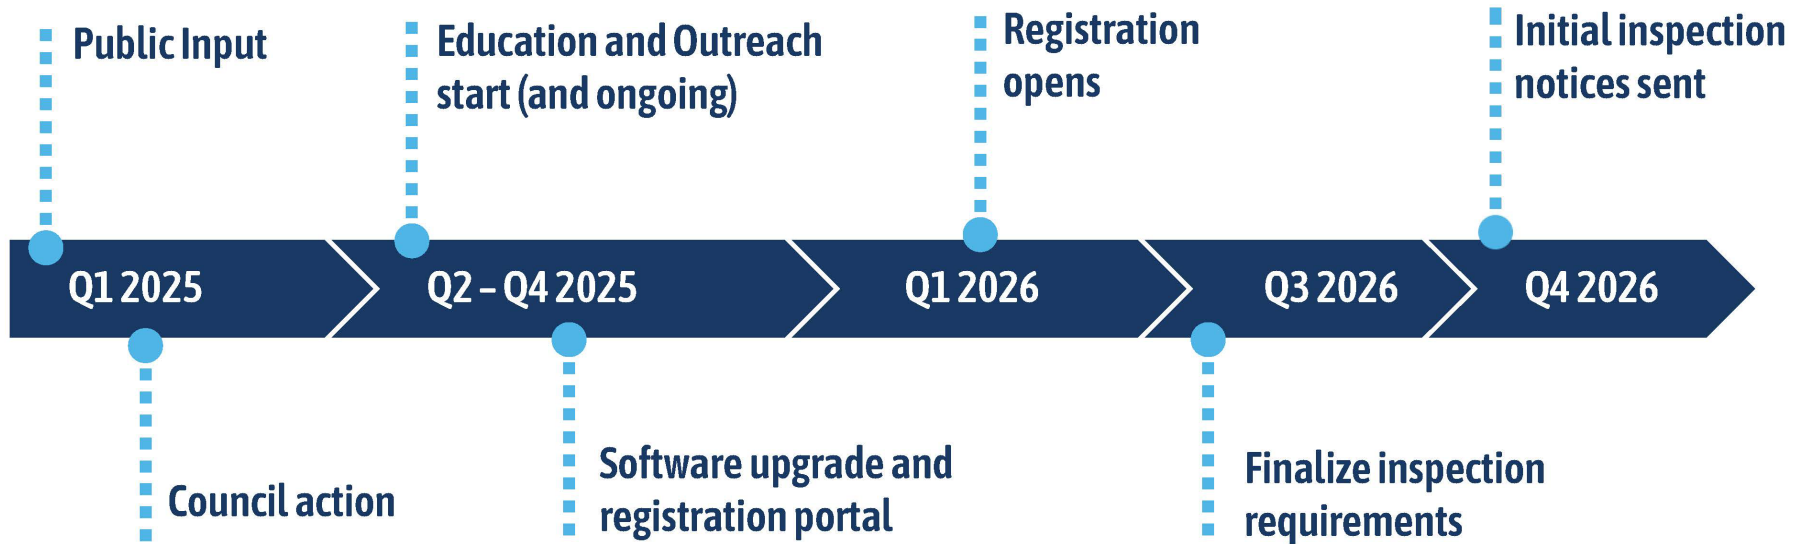 Public Input
Education and Outreach
start (and ongoing)
Registration
opens
Initial inspection
notices sent
Q1 2025
Q2 – Q4 2025
Q1 2026
Q3 2026
Q4 2026
Council action
Software upgrade and
registration portal
Finalize inspection
requirements